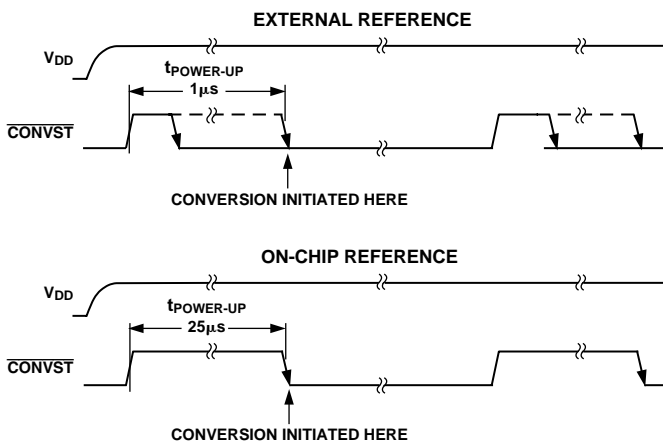 EXTERNAL REFERENCE
VDD
tPOWER-UP
1µs
CONVST
CONVERSION INITIATED HERE
ON-CHIP REFERENCE
VDD
tPOWER-UP
25µs
CONVST
CONVERSION INITIATED HERE